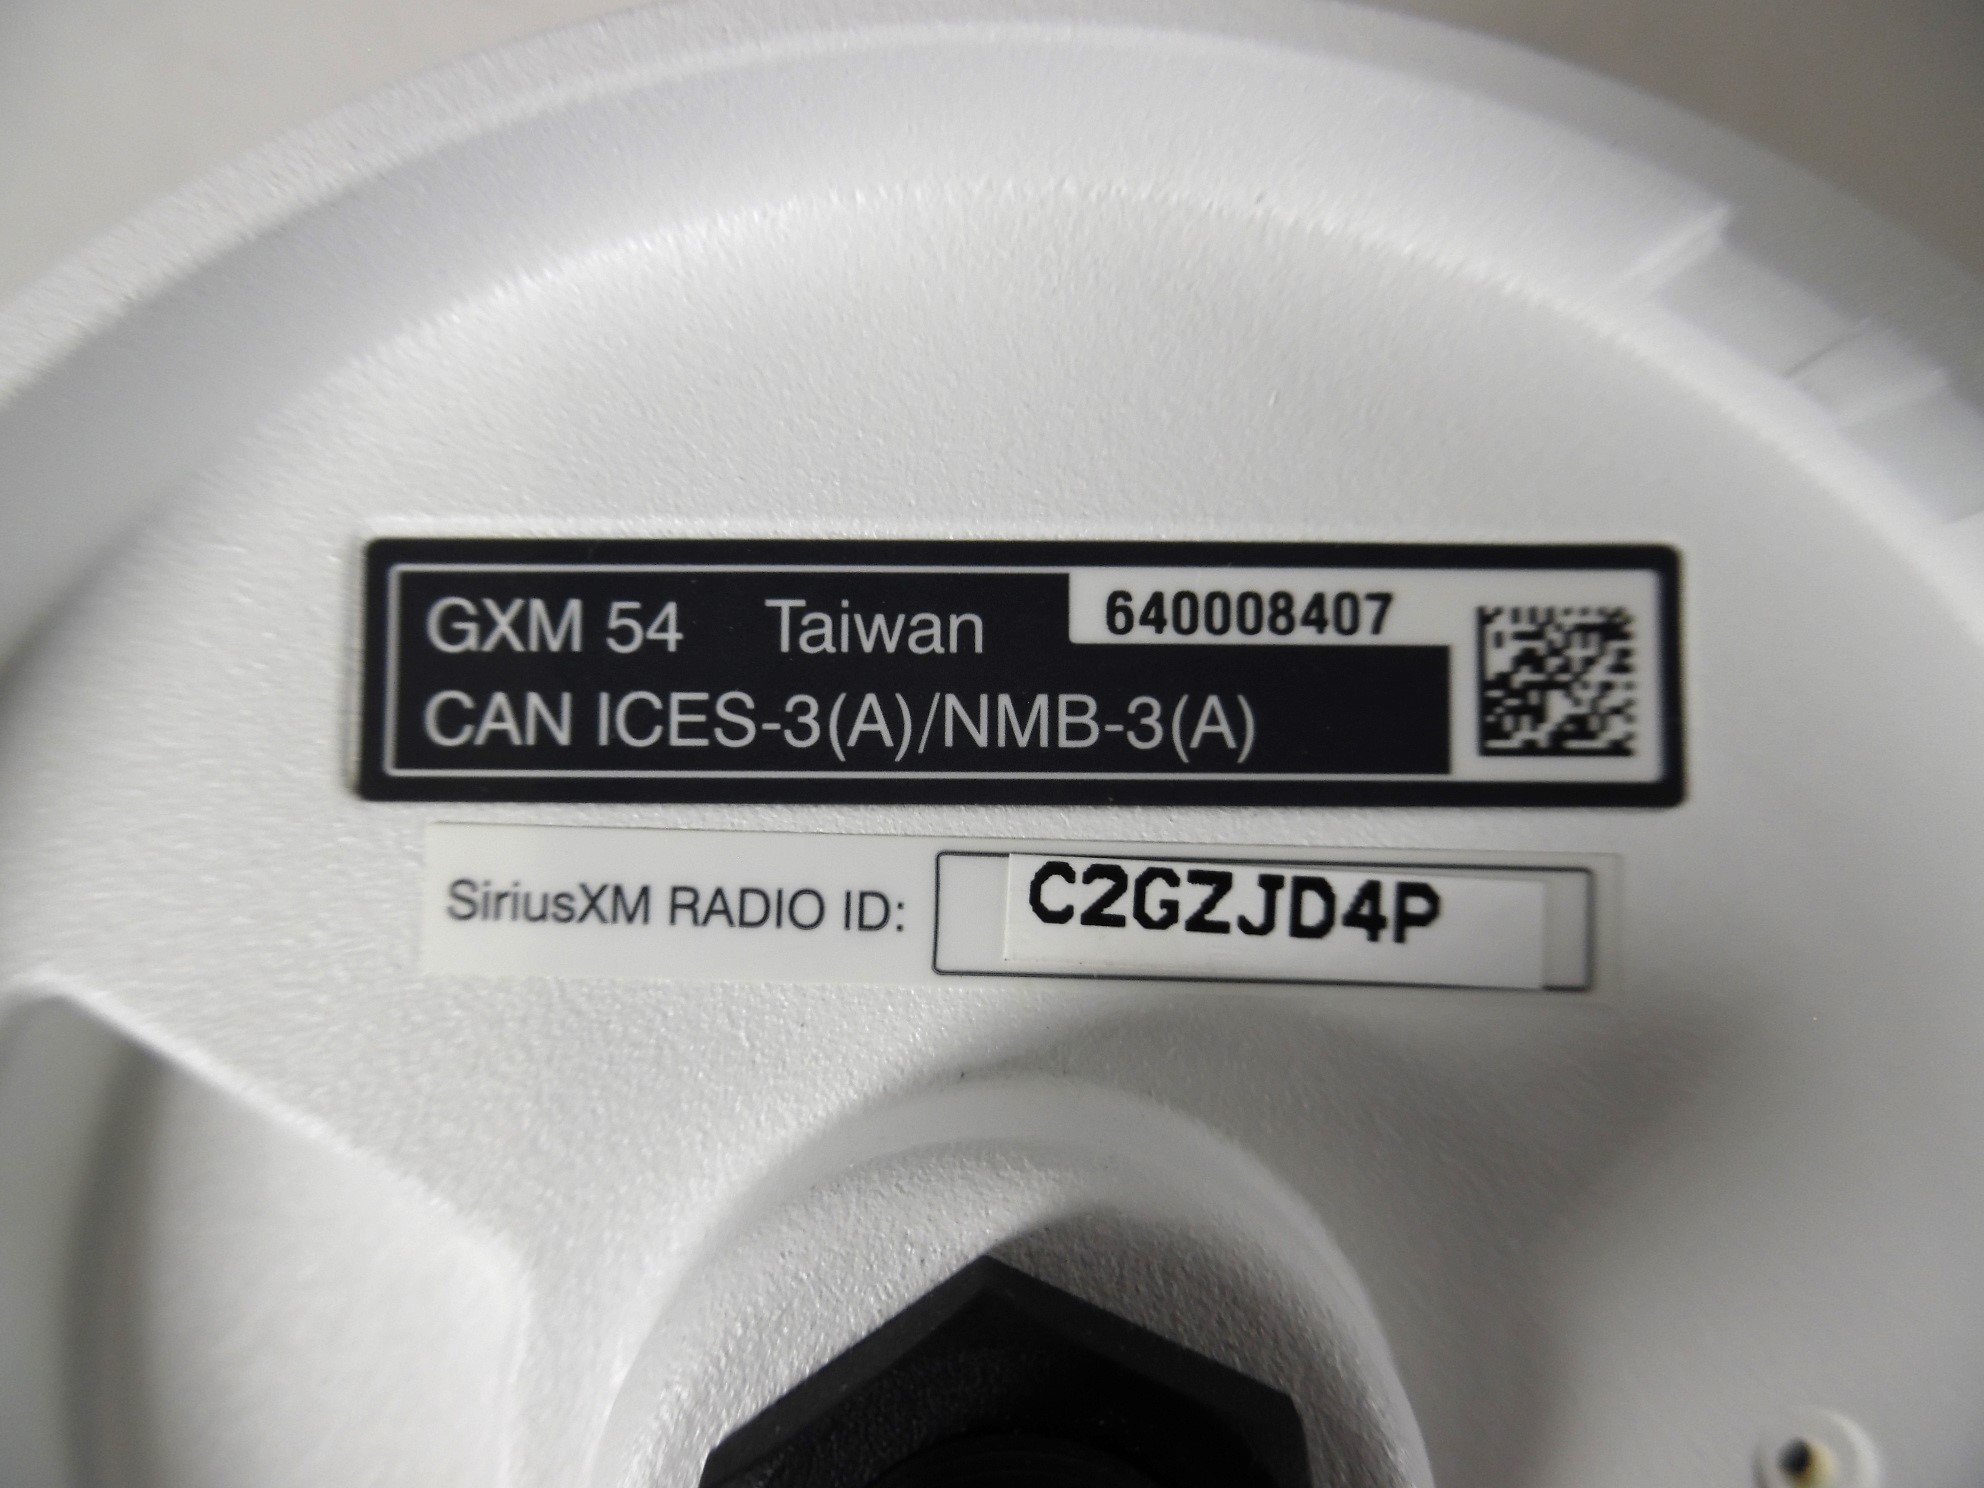 GXM 54 Taiwan 640008407
CAN ICES-3(A)/NMB-3(A)
SiriusXM RADIO ID: C2GZJD4P